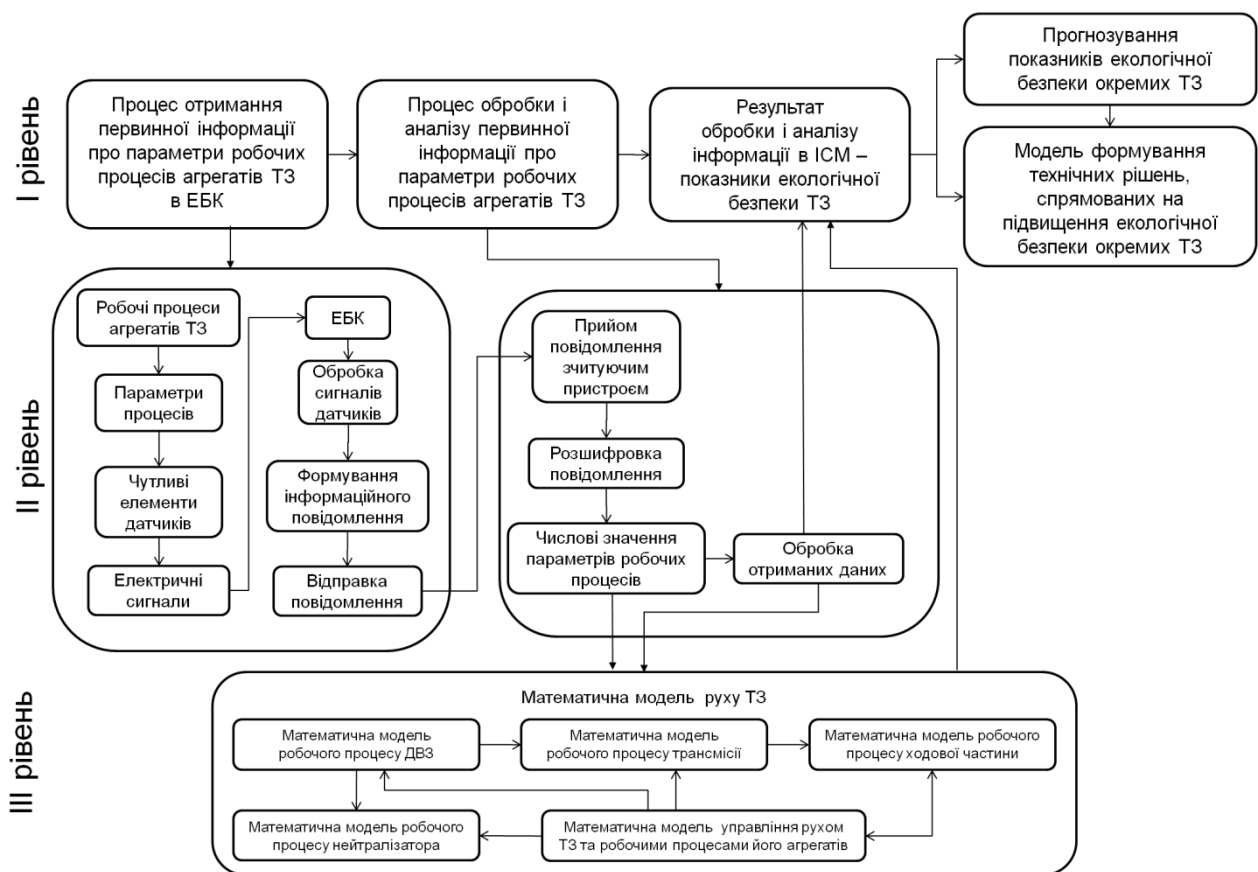 I рівень
Процес отримання
первинної інформації
про параметри робочих
процесів агрегатів ТЗ
в ЕБК
Процес обробки і
аналізу первинної
інформації про
параметри робочих
процесів агрегатів ТЗ
Результат
обробки і аналізу
інформації в ІСМ –
показники екологічної
безпеки ТЗ
Прогнозування
показників екологічної
безпеки окремих ТЗ
Модель формування
технічних рішень,
спрямованих на
підвищення екологічної
безпеки окремих ТЗ
II рівень
Робочі процеси
агрегатів ТЗ
Параметри
процесів
Чутливі
елементи
датчиків
Електричні
сигнали
ЕБК
Обробка
сигналів
датчиків
Формування
інформаційного
повідомлення
Відправка
повідомлення
Прийом
повідомлення
зчитуючим
пристроєм
Розшифровка
повідомлення
Числові значення
параметрів робочих
процесів
Обробка
отриманих даних
III рівень
Математична модель руху ТЗ
Математична модель
робочого процесу ДВЗ
Математична модель
робочого процесу трансмісії
Математична модель робочого
процесу ходової частини
Математична модель робочого
процесу нейтралізатора
Математична модель управління рухом
ТЗ та робочими процесами його агрегатів